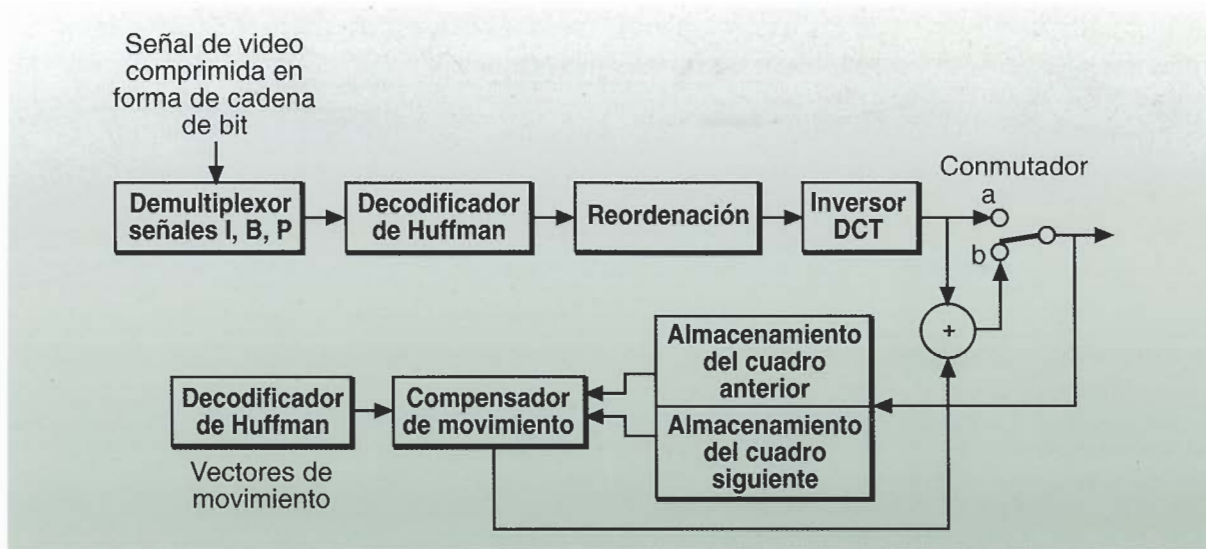 Señal de video
comprimida en
forma de cadena
de bit
Demultiplexor
señales I, B, P
Decodificador
de Huffman
Reordenación
Inversor
DCT
Conmutador
a
b
+
Almacenamiento
del cuadro
anterior
Almacenamiento
del cuadro
siguiente
Decodificador
de Huffman
Compensador
de movimiento
Vectores de
movimiento